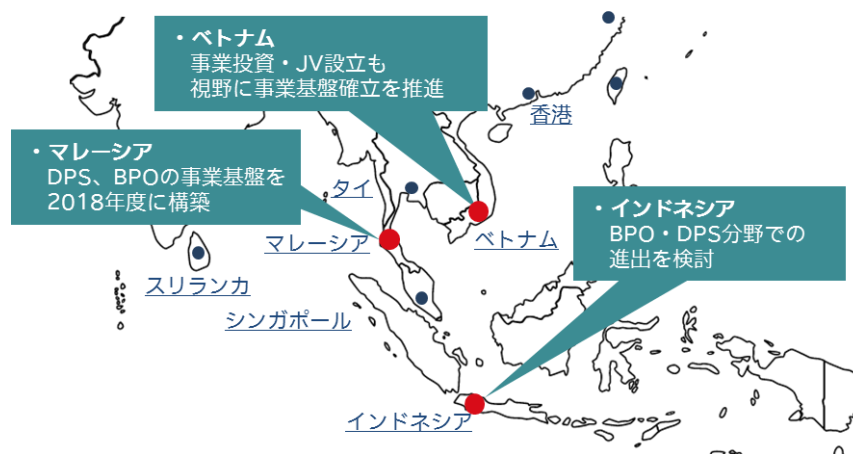 ・ベトナム
事業投資・JV設立も
視野に事業基盤確立を推進
・マレーシア
DPS、BPOの事業基盤を
2018年度に構築
香港
タイ
マレーシア
ベトナム
・インドネシア
BPO・DPS分野での
進出を検討
スリランカ
シンガポール
インドネシア